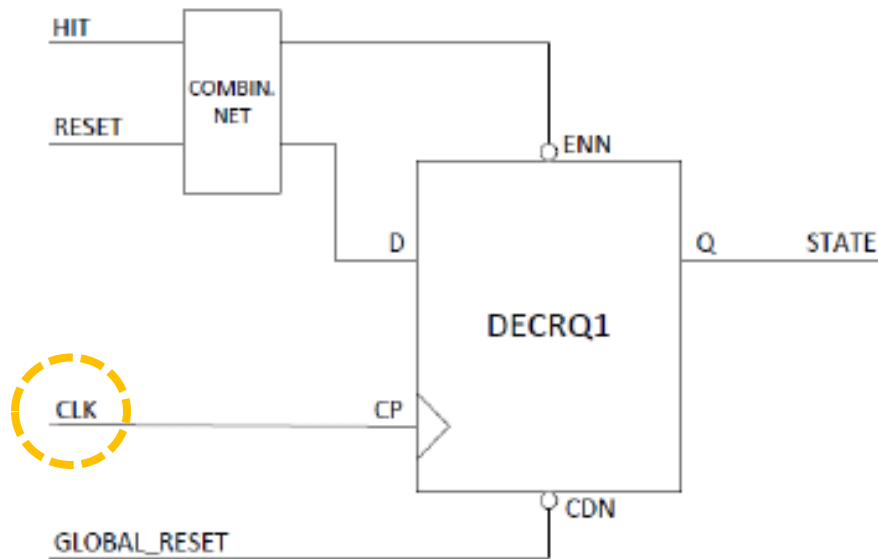 HIT
COMBIN.
NET
RESET
ENN
D
Q
STATE
DECRQ1
CLK
CP
CDN
GLOBAL_RESET